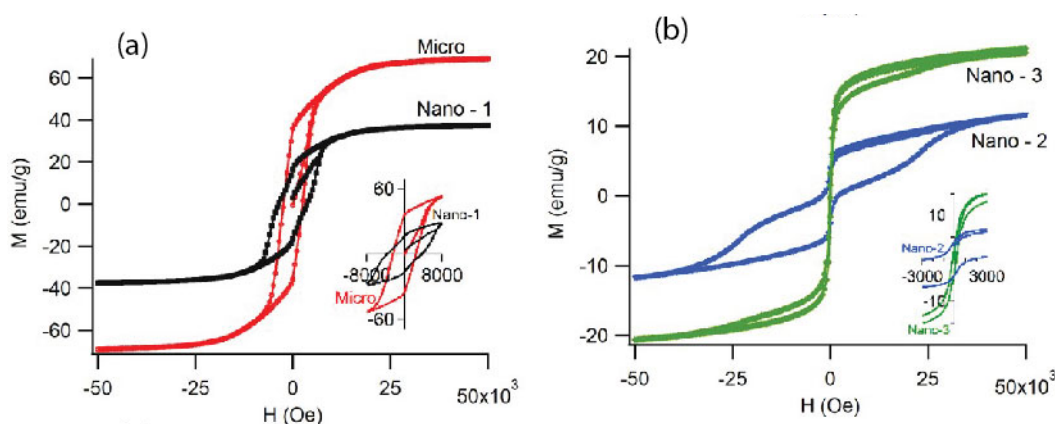 (a)
Micro
Nano - 1
M (emu/g)
60
40
20
0
-20
-40
-60
-50
-25
0
25
50x10³
H (Oe)
60
Nano-1
-8000
8000
Micro
-60
(b)
Nano - 3
Nano - 2
M (emu/g)
20
10
0
-10
-20
-50
-25
0
25
50x10³
H (Oe)
10
Nano-2
-3000
3000
-10
Nano-3